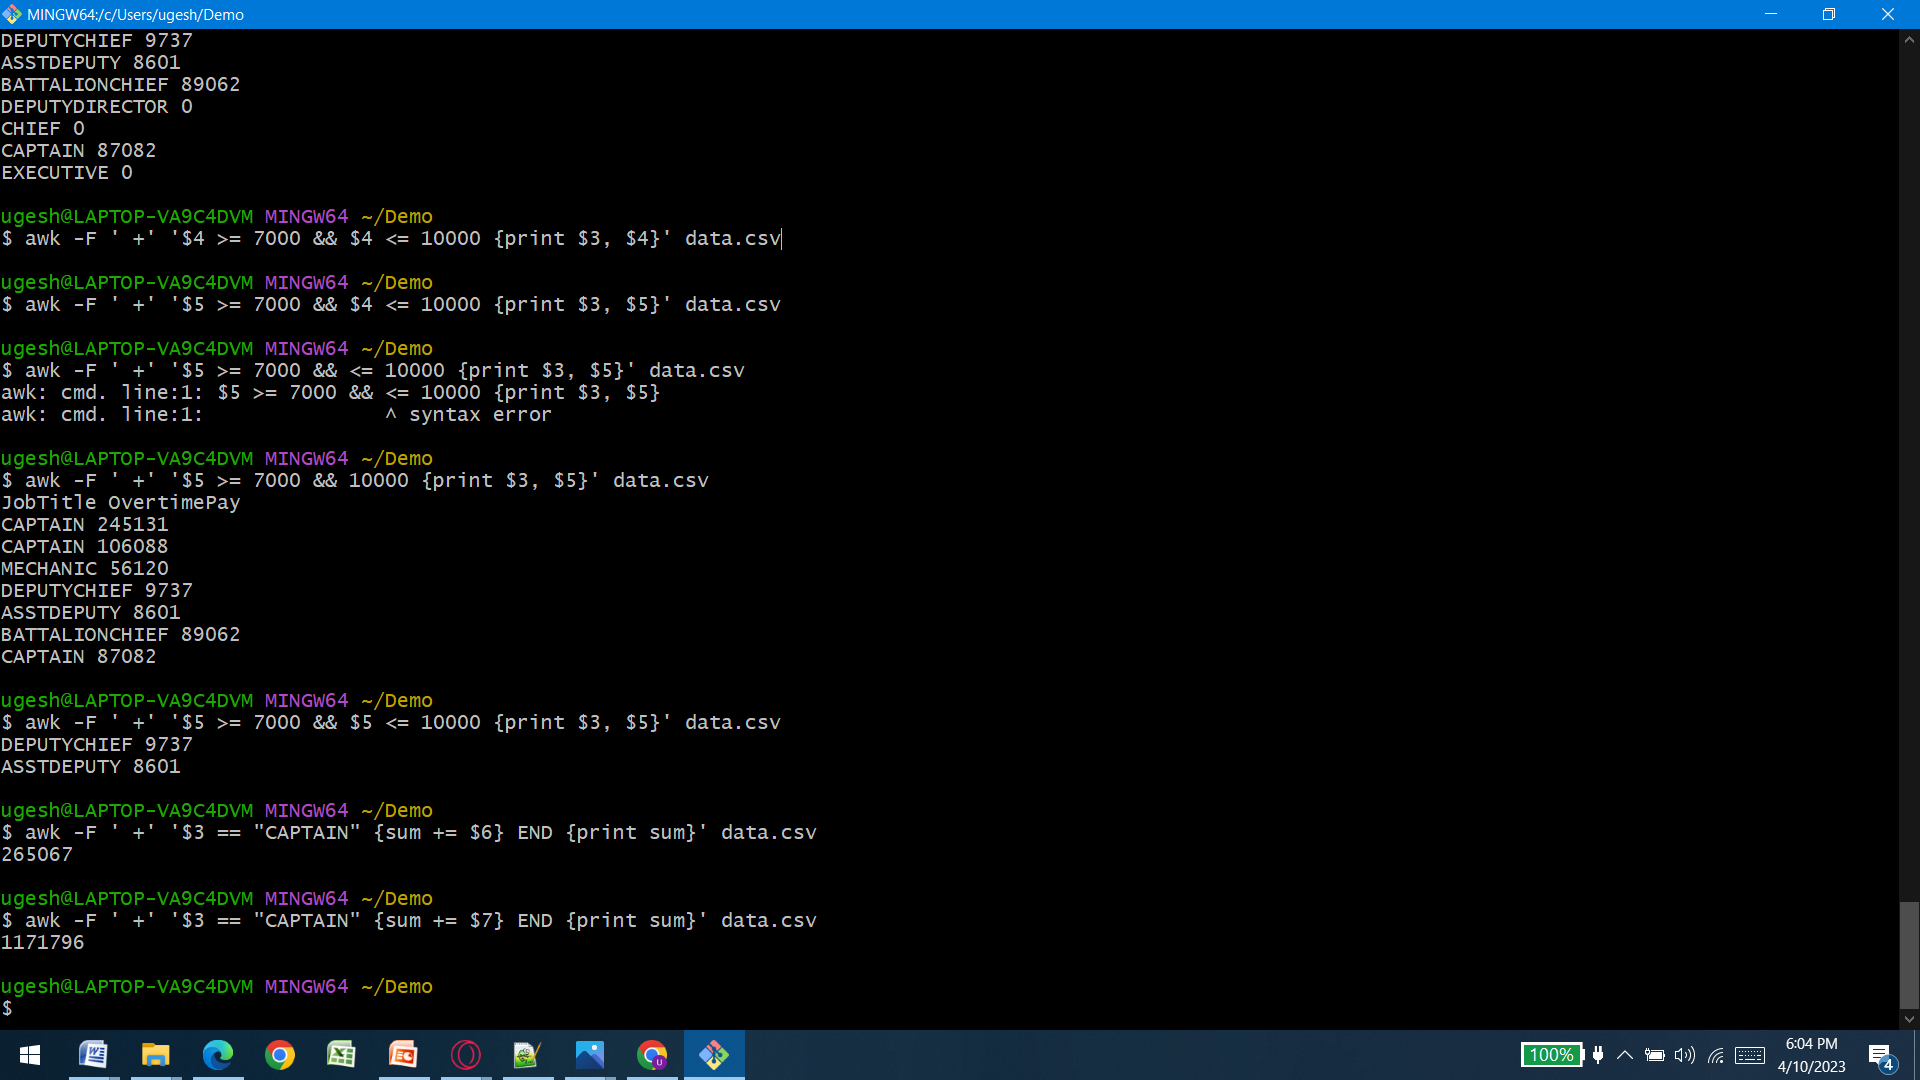 MINGW64:/c/Users/ugesh/Demo
DEPUTYCHIEF 9737
ASSTDEPUTY 8601
BATTALIONCHIEF 89062
DEPUTYDIRECTOR 0
CHIEF 0
CAPTAIN 87082
EXECUTIVE 0
ugesh@LAPTOP-VA9C4DVM MINGW64 ~/Demo
$ awk -F ' +' '$4 >= 7000 && $4 <= 10000 {print $3, $4}' data.csv
ugesh@LAPTOP-VA9C4DVM MINGW64 ~/Demo
$ awk -F ' +' '$5 >= 7000 && $4 <= 10000 {print $3, $5}' data.csv
ugesh@LAPTOP-VA9C4DVM MINGW64 ~/Demo
$ awk -F ' +' '$5 >= 7000 && <= 10000 {print $3, $5}' data.csv
awk: cmd. line:1: $5 >= 7000 && <= 10000 {print $3, $5}
awk: cmd. line:1:               ^ syntax error
ugesh@LAPTOP-VA9C4DVM MINGW64 ~/Demo
$ awk -F ' +' '$5 >= 7000 && 10000 {print $3, $5}' data.csv
JobTitle OvertimePay
CAPTAIN 245131
CAPTAIN 106088
MECHANIC 56120
DEPUTYCHIEF 9737
ASSTDEPUTY 8601
BATTALIONCHIEF 89062
CAPTAIN 87082
ugesh@LAPTOP-VA9C4DVM MINGW64 ~/Demo
$ awk -F ' +' '$5 >= 7000 && $5 <= 10000 {print $3, $5}' data.csv
DEPUTYCHIEF 9737
ASSTDEPUTY 8601
ugesh@LAPTOP-VA9C4DVM MINGW64 ~/Demo
$ awk -F ' +' '$3 == "CAPTAIN" {sum += $6} END {print sum}' data.csv
265067
ugesh@LAPTOP-VA9C4DVM MINGW64 ~/Demo
$ awk -F ' +' '$3 == "CAPTAIN" {sum += $7} END {print sum}' data.csv
1171796
ugesh@LAPTOP-VA9C4DVM MINGW64 ~/Demo
$
100%
6:04 PM
4/10/2023
4